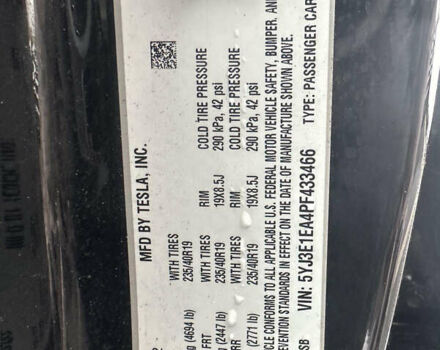 MFD BY TESLA, INC.
WITH TIRES RIM COLD TIRE PRESSURE
(4694 lb) 235/40R19 19X8.5J 290 kPa, 42 psi
FRT WITH TIRES RIM COLD TIRE PRESSURE
(2447 lb) 235/40R19 19X8.5J 290 kPa, 42 psi
RR WITH TIRES RIM COLD TIRE PRESSURE
(2771 lb) 235/40R19 19X8.5J 290 kPa, 42 psi
VEHICLE CONFORMS TO ALL APPLICABLE U.S. FEDERAL MOTOR VEHICLE SAFETY, BUMPER, AND
EVENTION STANDARDS IN EFFECT ON THE DATE OF MANUFACTURE SHOWN ABOVE.
VIN: 5YJ3E1EA4PF433466 TYPE: PASSENGER CAR
SB